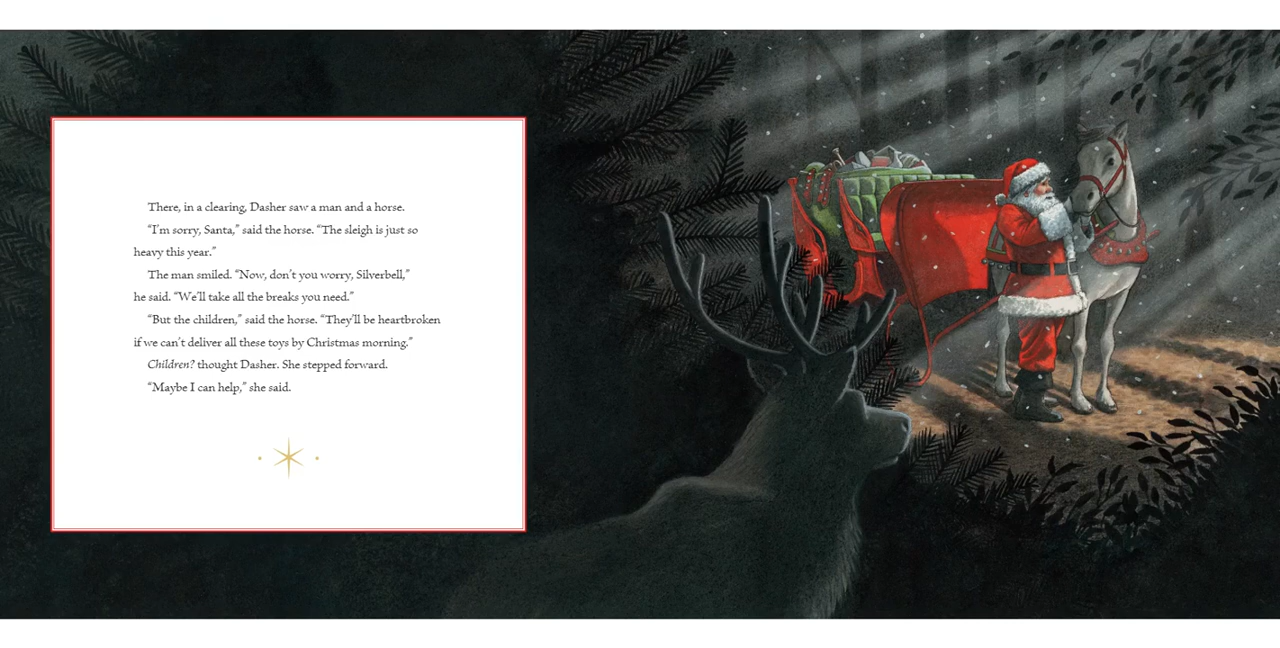 There, in a clearing, Dasher saw a man and a horse.
“I’m sorry, Santa,” said the horse. “The sleigh is just so
heavy this year.”
The man smiled. “Now, don’t you worry, Silverbell,”
he said. “We’ll take all the breaks you need.”
“But the children,” said the horse. “They’ll be heartbroken
if we can’t deliver all these toys by Christmas morning.”
Children? thought Dasher. She stepped forward.
“Maybe I can help,” she said.